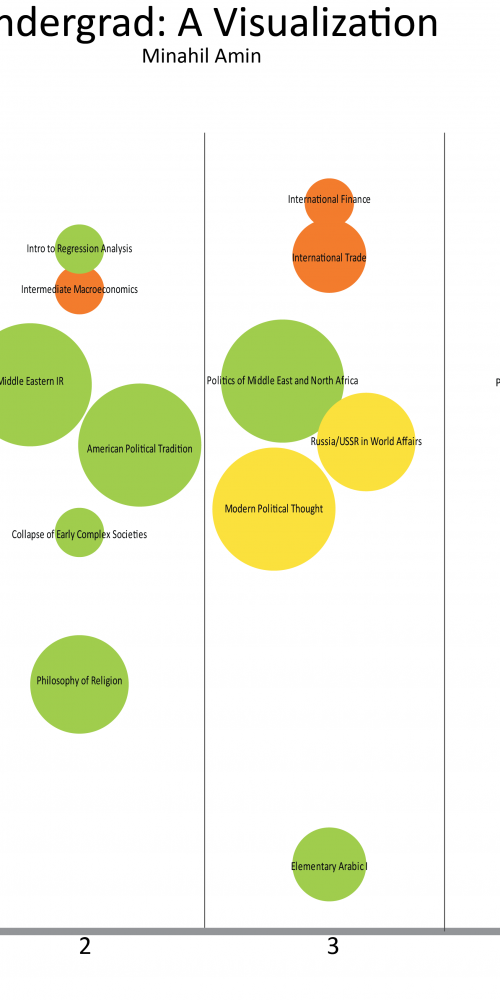 ndergrad: A Visualization
Minahil Amin
International Finance
Intro to Regression Analysis
International Trade
Intermediate Macroeconomics
Middle Eastern IR
Politics of Middle East and North Africa
P
American Political Tradition
Russia/USSR in World Affairs
Modern Political Thought
Collapse of Early Complex Societies
Philosophy of Religion
Elementary Arabic I
2
3